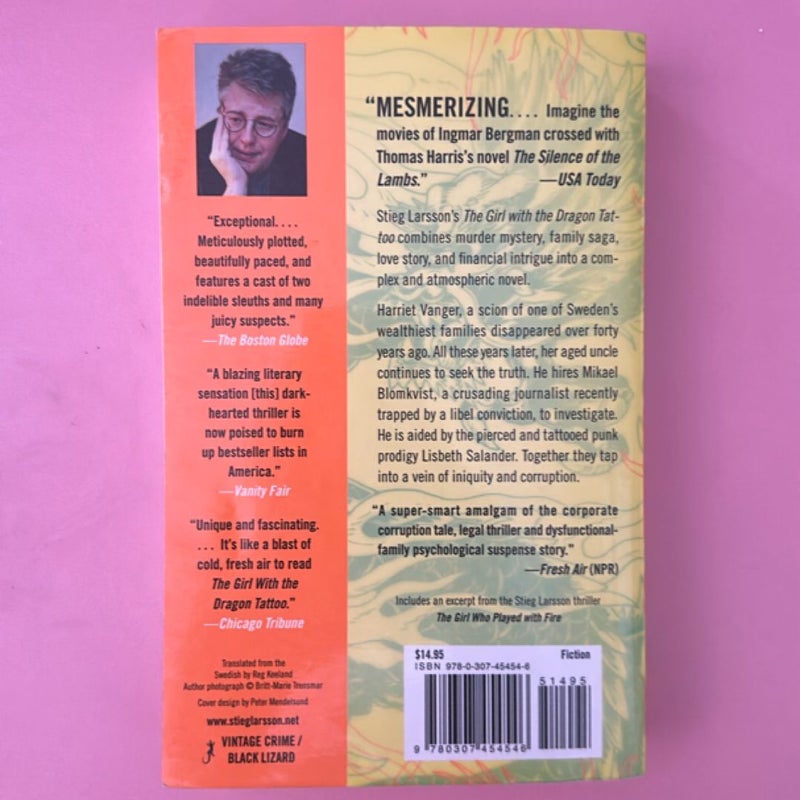 “Exceptional. . . .
Meticulously plotted,
beautifully paced, and
features a cast of two
indelible sleuths and many
juicy suspects.”
—The Boston Globe
“A blazing literary
sensation [this] dark-
hearted thriller is
now poised to burn
up bestseller lists in
America.”
—Vanity Fair
“Unique and fascinating.
. . . It’s like a blast of
cold, fresh air to read
The Girl With the
Dragon Tattoo.”
—Chicago Tribune
Translated from the
Swedish by Reg Keeland
Author photograph © Britt-Marie Trensmar
Cover design by Peter Mendelsund
www.stieglarsson.net
VINTAGE CRIME /
BLACK LIZARD
“MESMERIZING. . . . Imagine the
movies of Ingmar Bergman crossed with
Thomas Harris’s novel The Silence of the
Lambs.” —USA Today
Stieg Larsson’s The Girl with the Dragon Tat-
too combines murder mystery, family saga,
love story, and financial intrigue into a com-
plex and atmospheric novel.
Harriet Vanger, a scion of one of Sweden’s
wealthiest families disappeared over forty
years ago. All these years later, her aged uncle
continues to seek the truth. He hires Mikael
Blomkvist, a crusading journalist recently
trapped by a libel conviction, to investigate.
He is aided by the pierced and tattooed punk
prodigy Lisbeth Salander. Together they tap
into a vein of iniquity and corruption.
“A super-smart amalgam of the corporate
corruption tale, legal thriller and dysfunctional-
family psychological suspense story.”
—Fresh Air (NPR)
Includes an excerpt from the Stieg Larsson thriller
The Girl Who Played with Fire
$14.95 Fiction
ISBN 978-0-307-45454-6
51495
9 780307 454546